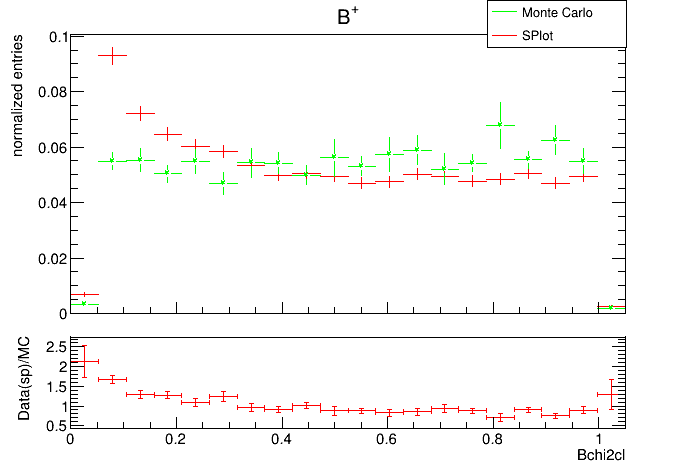 B+
Monte Carlo
SPlot
normalized entries
0.1
0.08
0.06
0.04
0.02
0
Data(sp)/MC
2.5
2
1.5
1
0.5
0 0.2 0.4 0.6 0.8 1
Bchi2cl